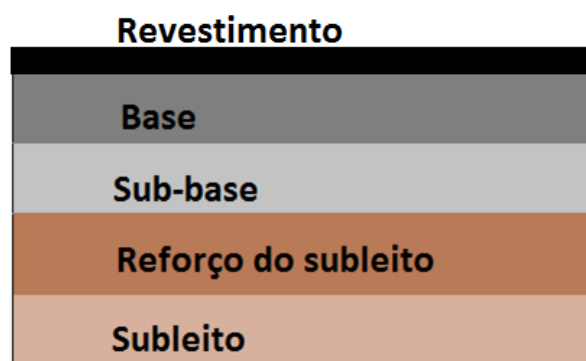 Revestimento
Base
Sub-base
Reforço do subleito
Subleito